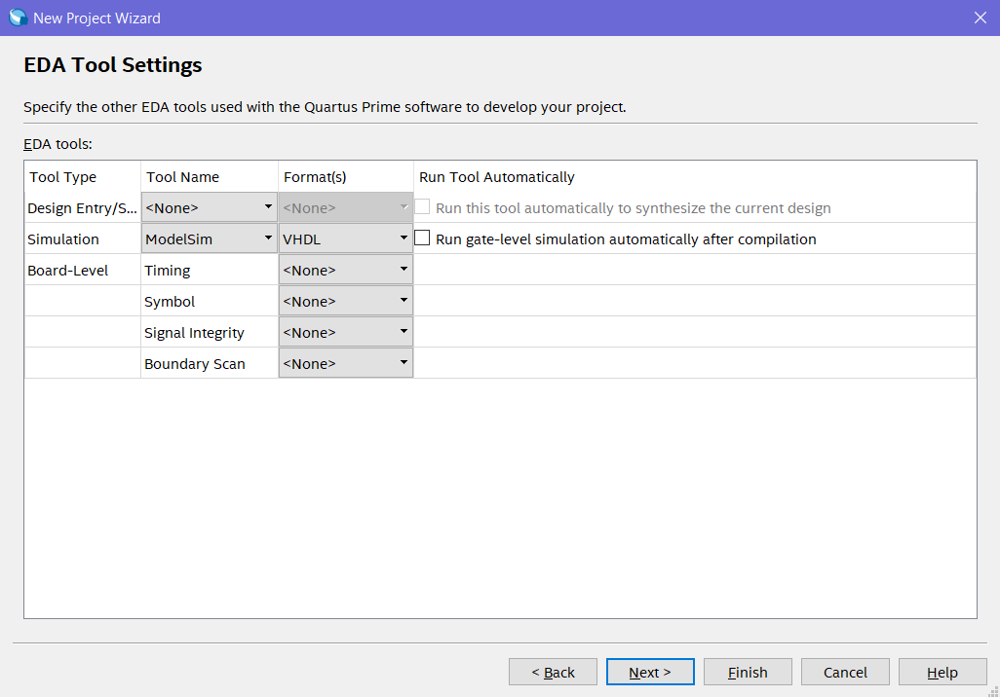 New Project Wizard
EDA Tool Settings
Specify the other EDA tools used with the Quartus Prime software to develop your project.
EDA tools:
Tool Type Tool Name Format(s) Run Tool Automatically
Design Entry/S... <None> <None> Run this tool automatically to synthesize the current design
Simulation ModelSim VHDL Run gate-level simulation automatically after compilation
Board-Level Timing <None>
Symbol <None>
Signal Integrity <None>
Boundary Scan <None>
< Back Next > Finish Cancel Help